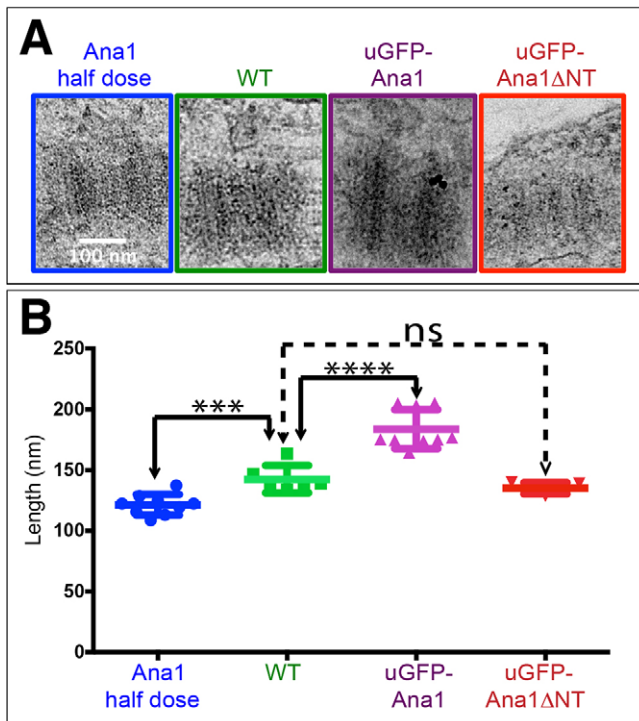 A
Ana1
half dose
WT
uGFP-
Ana1
uGFP-
Ana1ΔNT
100 nm
B
ns
***
****
Length (nm)
250
200
150
100
50
0
Ana1
half dose
WT
uGFP-
Ana1
uGFP-
Ana1ΔNT